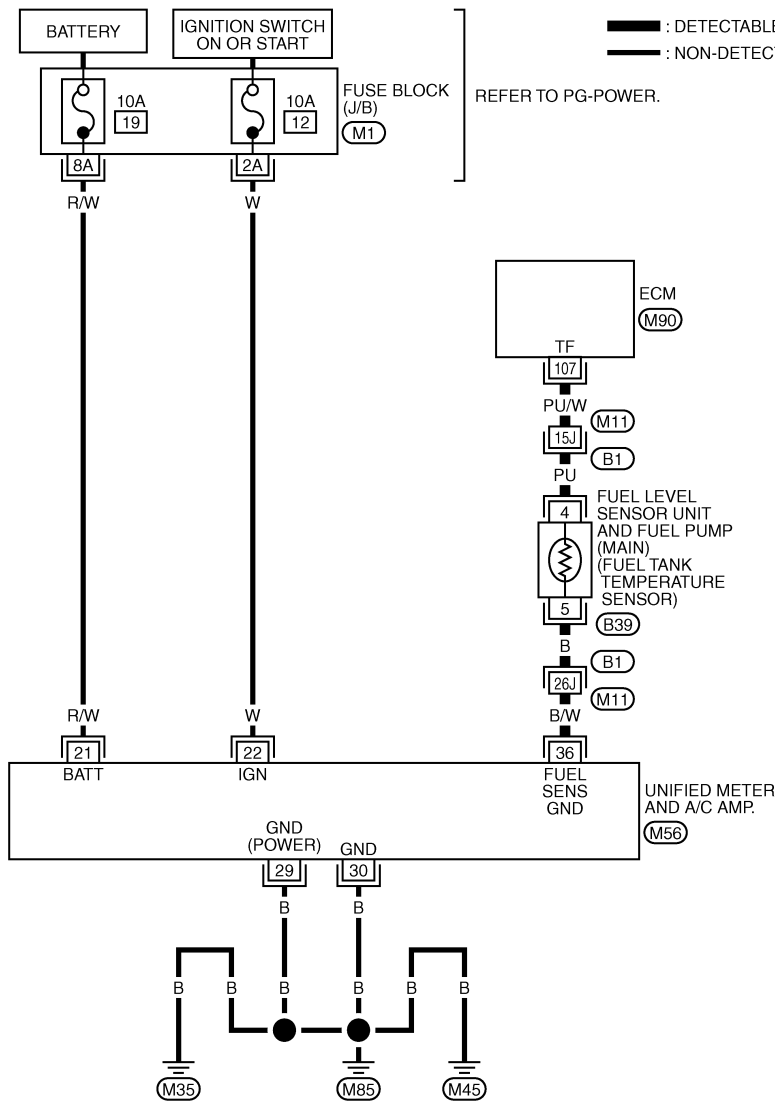 BATTERY
IGNITION SWITCH
ON OR START
: DETECTABLE
: NON-DETEC
10A
19
10A
12
FUSE BLOCK
(J/B)
M1
REFER TO PG-POWER.
8A
2A
R/W
W
ECM
M90
TF
107
PU/W
M11
15J
B1
PU
4
FUEL LEVEL
SENSOR UNIT
AND FUEL PUMP
(MAIN)
(FUEL TANK
TEMPERATURE
SENSOR)
5
B39
B
B1
26J
M11
R/W
W
B/W
21
22
36
BATT
IGN
FUEL
SENS
GND
UNIFIED METER
AND A/C AMP.
M56
GND
(POWER)
GND
29
30
B
B
B
B
B
B
B
B
M35
M85
M45